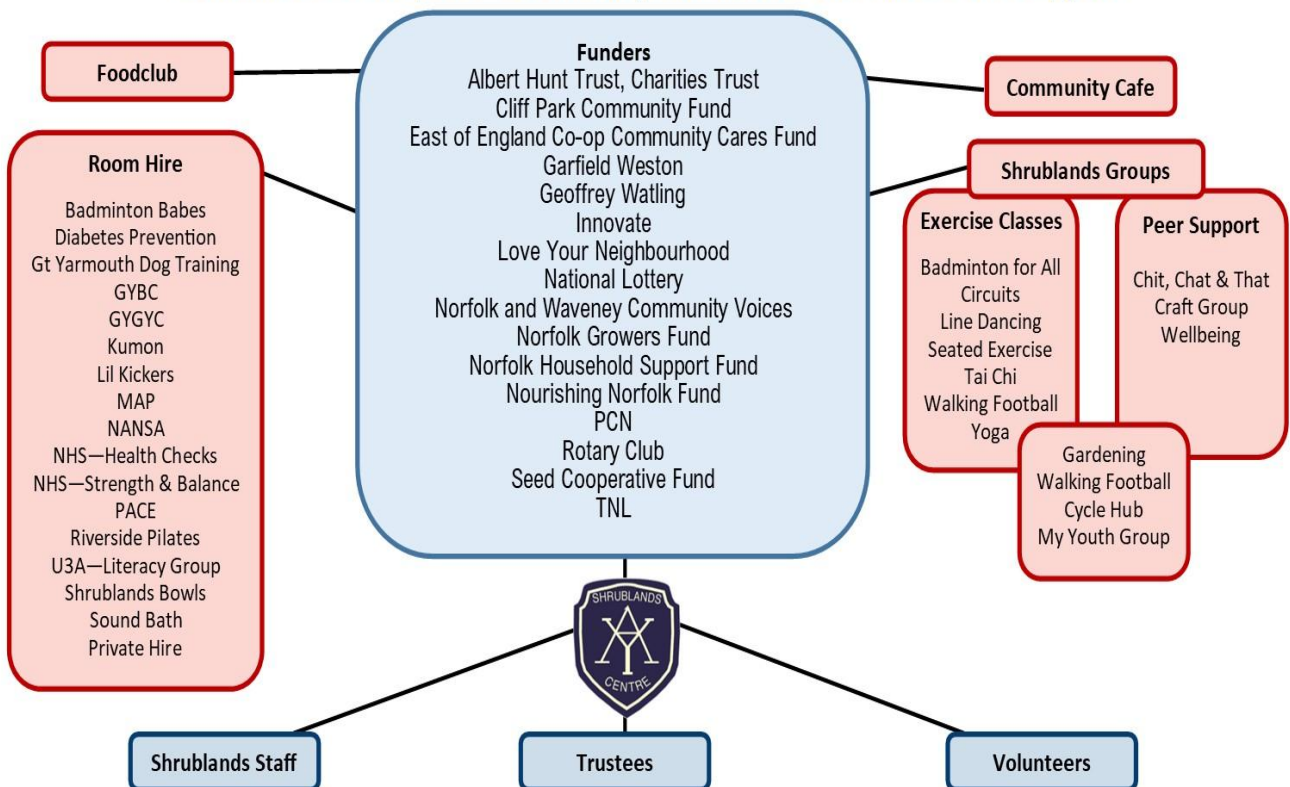 Foodclub
Funders
Albert Hunt Trust, Charities Trust
Cliff Park Community Fund
East of England Co-op Community Cares Fund
Garfield Weston
Geoffrey Watling
Innovate
Love Your Neighbourhood
National Lottery
Norfolk and Waveney Community Voices
Norfolk Growers Fund
Norfolk Household Support Fund
Nourishing Norfolk Fund
PCN
Rotary Club
Seed Cooperative Fund
TNL
Community Cafe
Room Hire
Badminton Babes
Diabetes Prevention
Gt Yarmouth Dog Training
GYBC
GYGYC
Kumon
Lil Kickers
MAP
NANSA
NHS—Health Checks
NHS—Strength & Balance
PACE
Riverside Pilates
U3A—Literacy Group
Shrublands Bowls
Sound Bath
Private Hire
Shrublands Groups
Exercise Classes
Badminton for All
Circuits
Line Dancing
Seated Exercise
Tai Chi
Walking Football
Yoga
Peer Support
Chit, Chat & That
Craft Group
Wellbeing
Gardening
Walking Football
Cycle Hub
My Youth Group
SHRUBLANDS
CENTRE
Shrublands Staff
Trustees
Volunteers